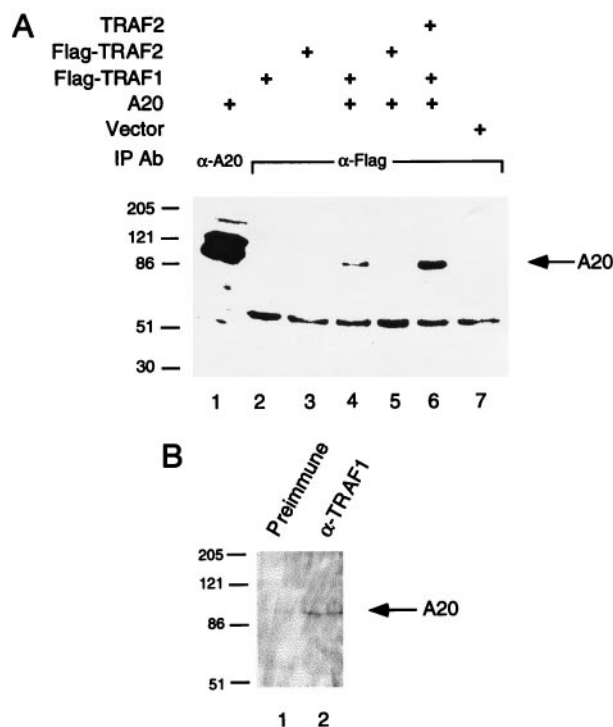 A
TRAF2 +
Flag-TRAF2 + +
Flag-TRAF1 + + +
A20 + + + +
Vector +
IP Ab α-A20 α-Flag
205
121
86
51
30
A20
1 2 3 4 5 6 7
B
Preimmune
α-TRAF1
205
121
86
51
A20
1 2